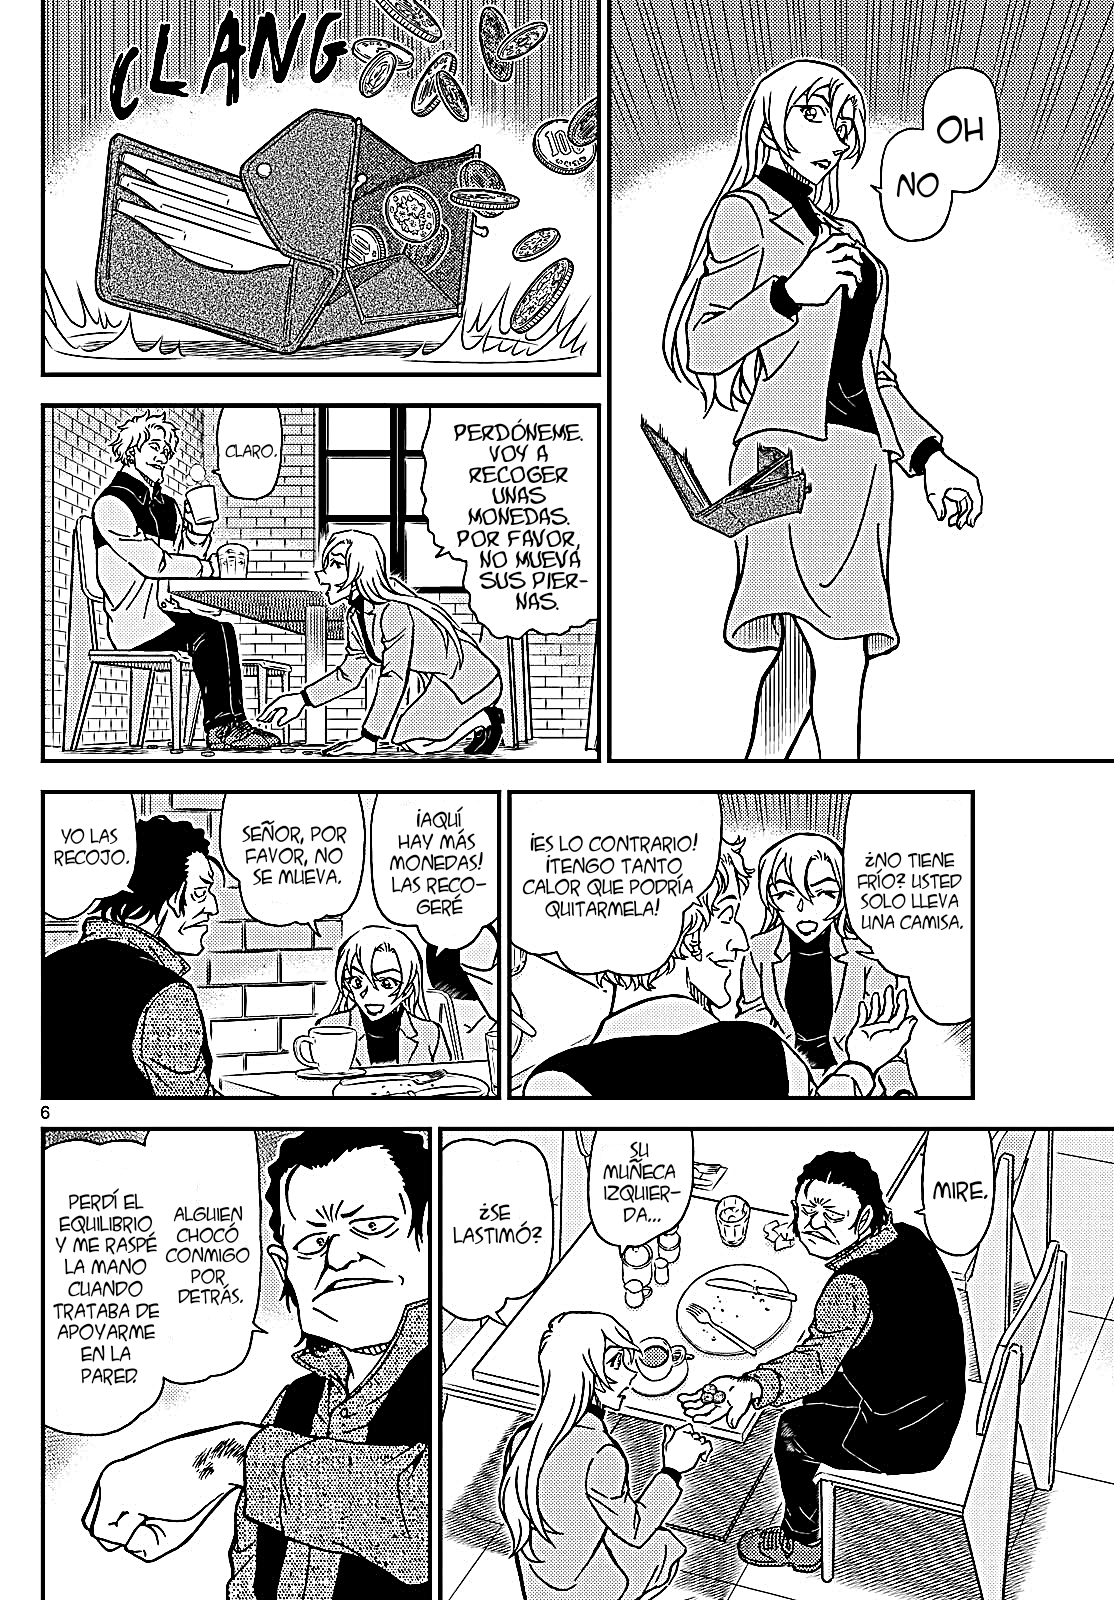 OH
NO
CLANG
100
PERDÓNEME.
VOY A
RECOGER
UNAS
MONEDAS.
POR FAVOR,
NO MUEVA
SUS PIER-
NAS.
CLARO.
¿NO TIENE
FRÍO? USTED
SOLO LLEVA
UNA CAMISA.
¡ES LO CONTRARIO!
¡TENGO TANTO
CALOR QUE PODRÍA
QUITARMELA!
¡AQUÍ
HAY MÁS
MONEDAS!
LAS RECO-
GERÉ
SEÑOR, POR
FAVOR, NO
SE MUEVA.
YO LAS
RECOJO.
6
MIRE.
SU
MUÑECA
IZQUIER-
DA...
¿SE
LASTIMÓ?
ALGUIEN
CHOCÓ
CONMIGO
POR
DETRÁS.
PERDÍ EL
EQUILIBRIO
Y ME RASPÉ
LA MANO
CUANDO
TRATABA DE
APOYARME
EN LA
PARED.